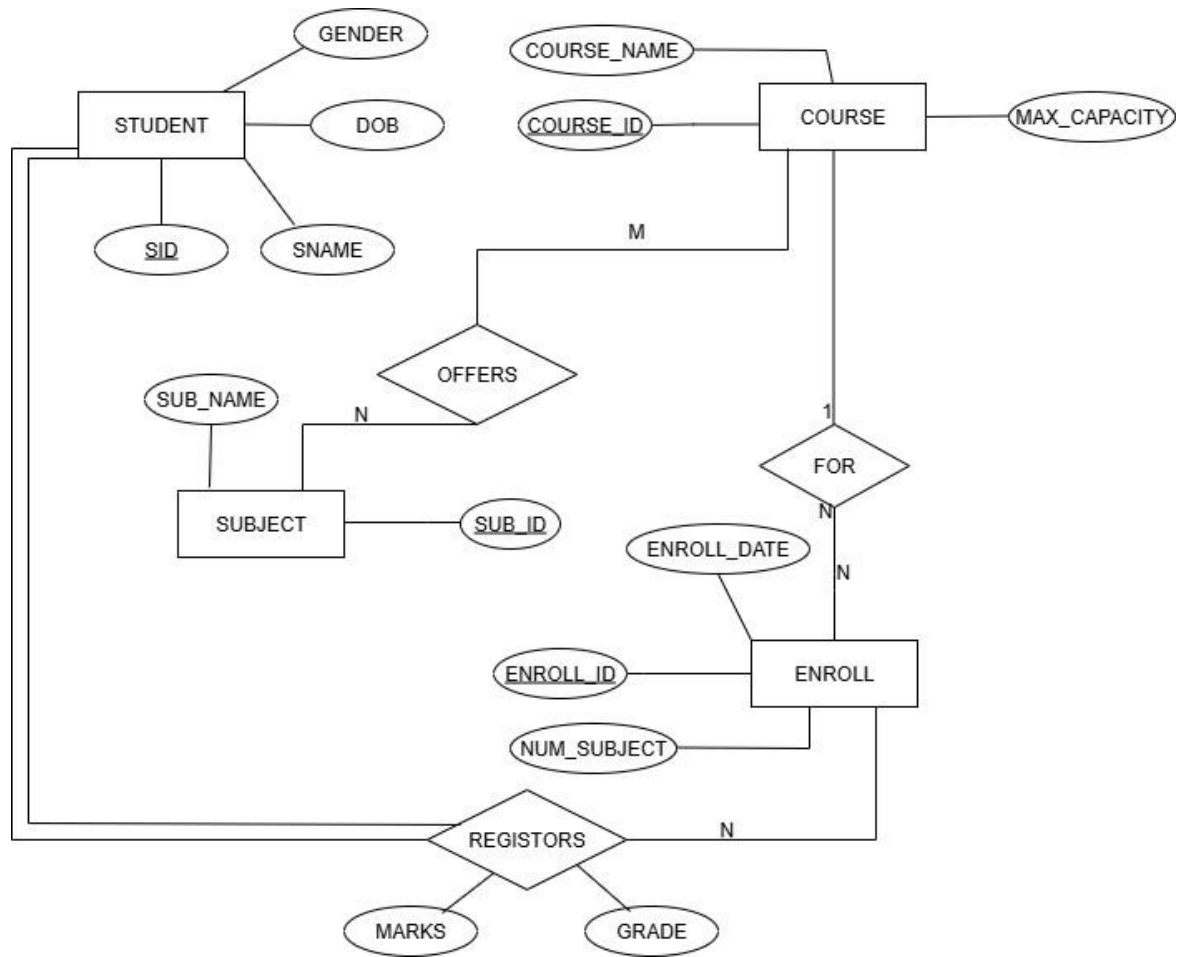 GENDER
COURSE_NAME
STUDENT
DOB
COURSE_ID
COURSE
MAX_CAPACITY
SID
SNAME
M
OFFERS
SUB_NAME
N
1
FOR
N
SUBJECT
SUB_ID
ENROLL_DATE
N
ENROLL_ID
ENROLL
NUM_SUBJECT
REGISTORS
N
MARKS
GRADE